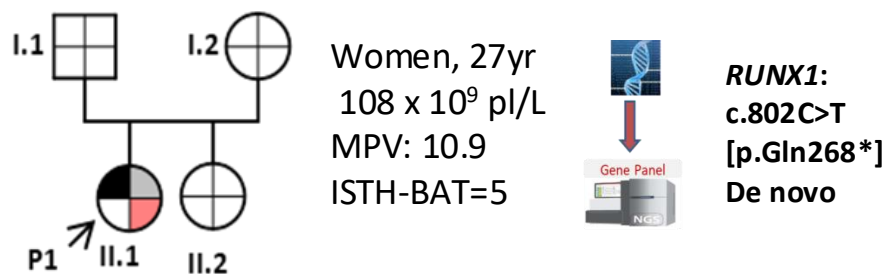 I.1
I.2
P1
II.1
II.2
Women, 27yr
108 x 10⁹ pl/L
MPV: 10.9
ISTH-BAT=5
Gene Panel
NGS
RUNX1:
c.802C>T
[p.Gln268*]
De novo